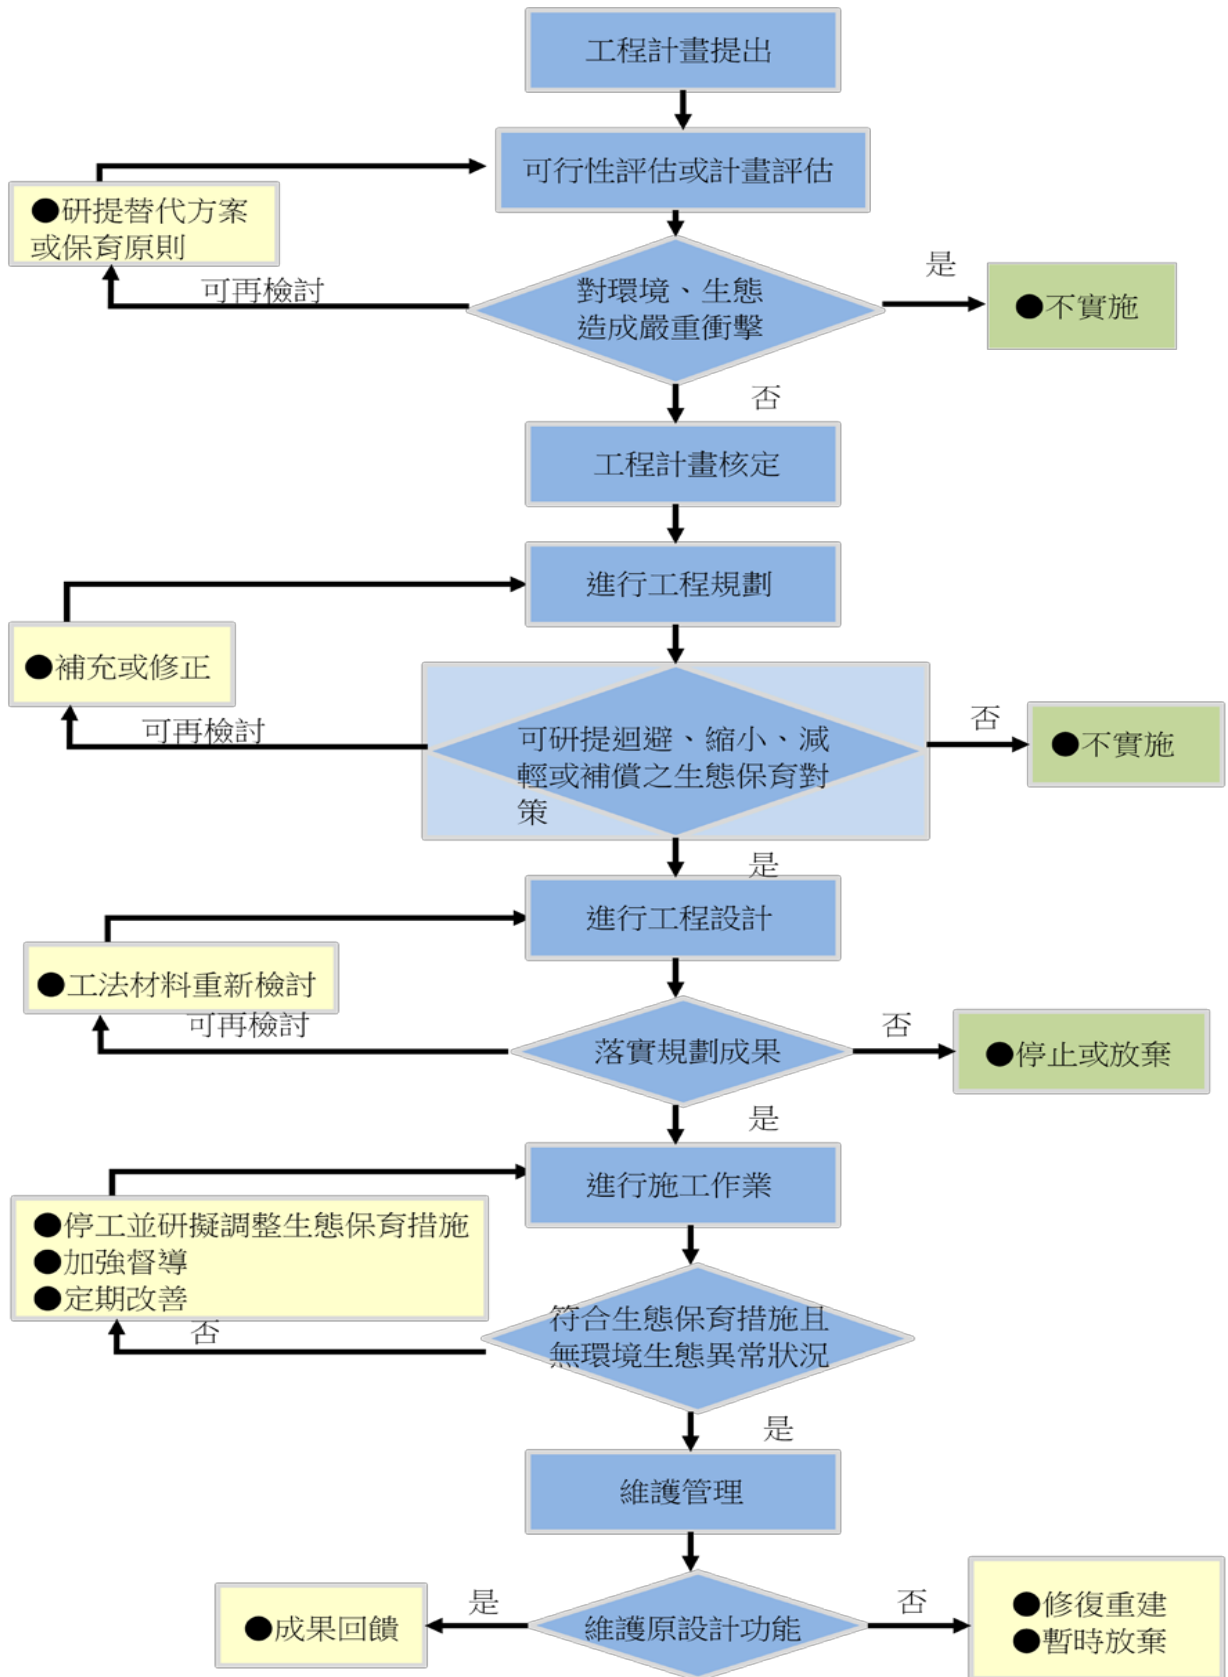 工程計畫提出
可行性評估或計畫評估
●研提替代方案
或保育原則
可再檢討
對環境、生態
造成嚴重衝擊
是
●不實施
否
工程計畫核定
進行工程規劃
●補充或修正
可再檢討
可研提迴避、縮小、減
輕或補償之生態保育對
策
否
●不實施
是
進行工程設計
●工法材料重新檢討
可再檢討
落實規劃成果
否
●停止或放棄
是
進行施工作業
●停工並研擬調整生態保育措施
●加強督導
●定期改善
否
符合生態保育措施且
無環境生態異常狀況
是
維護管理
●成果回饋
是
維護原設計功能
否
●修復重建
●暫時放棄